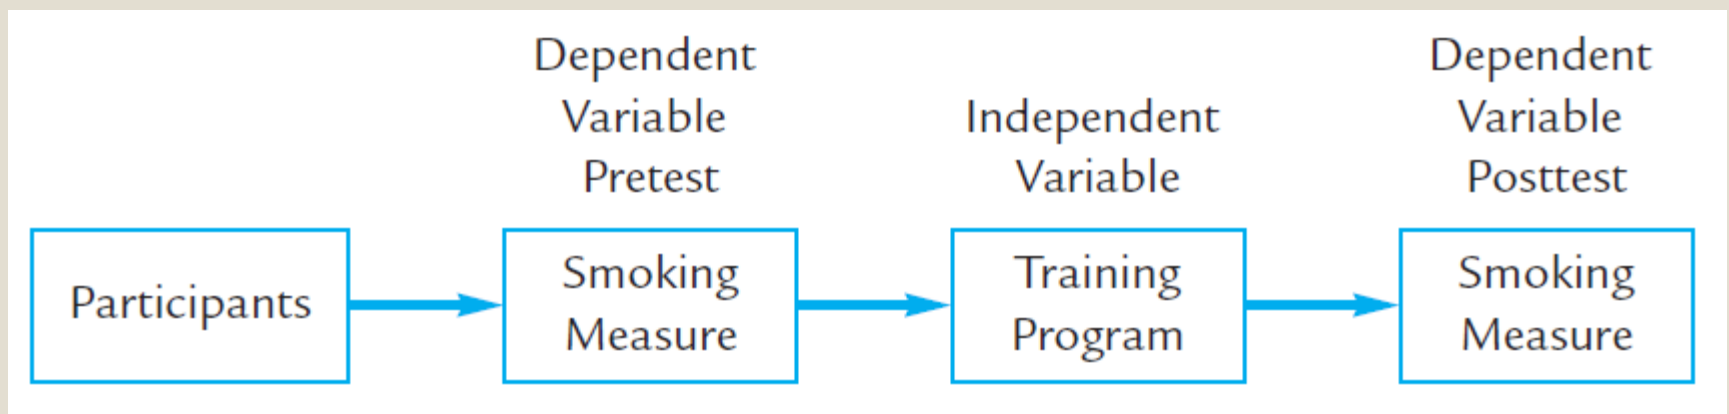 Dependent
Variable
Pretest
Independent
Variable
Dependent
Variable
Posttest
Participants
Smoking
Measure
Training
Program
Smoking
Measure